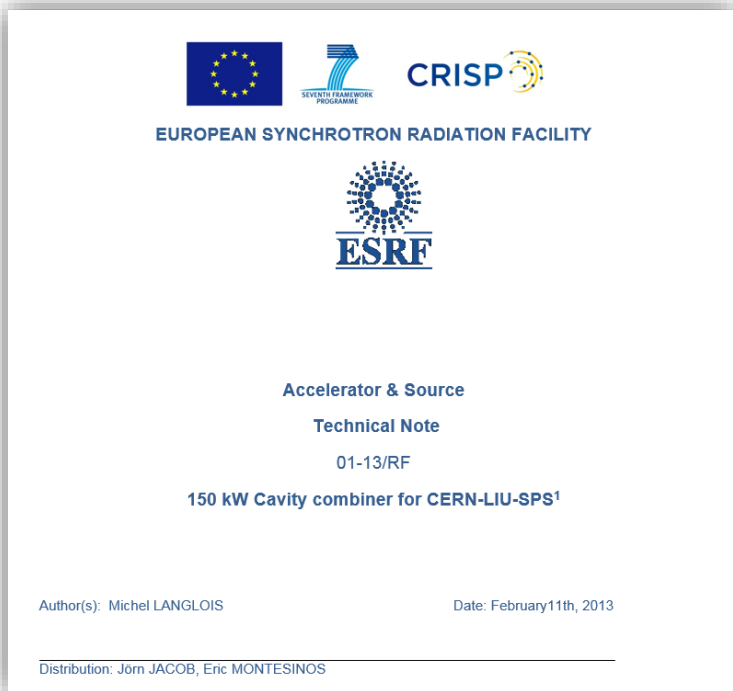 SEVENTH FRAMEWORK
PROGRAMME
CRISP
EUROPEAN SYNCHROTRON RADIATION FACILITY
ESRF
Accelerator & Source
Technical Note
01-13/RF
150 kW Cavity combiner for CERN-LIU-SPS¹
Author(s): Michel LANGLOIS Date: February11th, 2013
Distribution: Jörn JACOB, Eric MONTESINOS